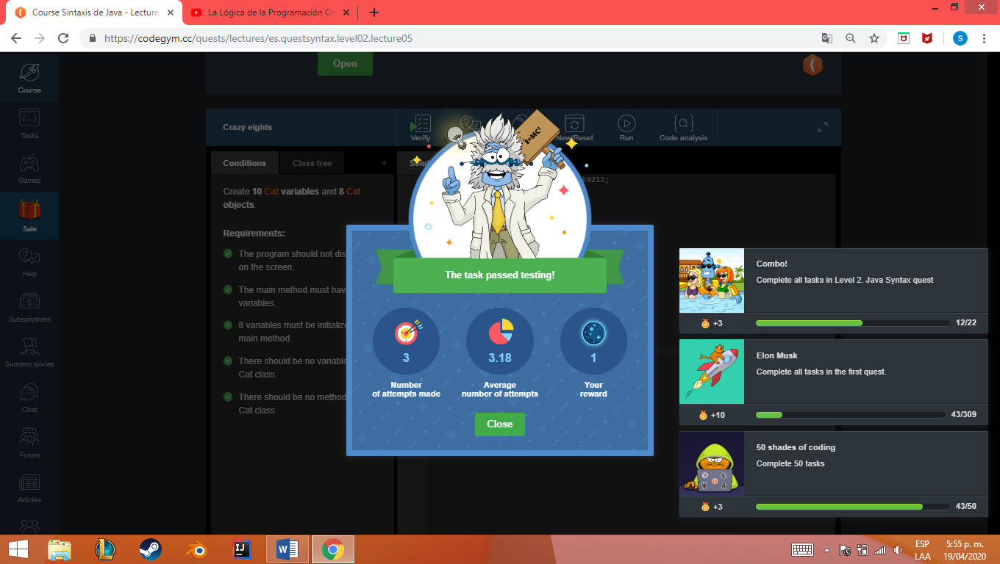 Course Sintaxis de Java - Lecture
La Lógica de la Programación Ori
https://codegym.cc/quests/lectures/es.questsyntax.level02.lecture05
S
Open
Course
Tasks
Games
Sale
Help
Subscriptions
Success stories
Chat
Forum
Articles
Crazy eights
Verify
New/Reset
Run
Code analysis
Conditions
Class tree
Solut
k0212;
Create 10 Cat variables and 8 Cat
objects.
Requirements:
The program should not dis
on the screen.
The main method must have
variables.
8 variables must be initialize
main method.
There should be no variable
Cat class.
There should be no method
Cat class.
E=MC²
The task passed testing!
3
Number
of attempts made
3.18
Average
number of attempts
1
Your
reward
Close
Combo!
Complete all tasks in Level 2. Java Syntax quest
+3
12/22
Elon Musk
Complete all tasks in the first quest.
+10
43/309
50 shades of coding
Complete 50 tasks
+3
43/50
IJ
W
ESP
LAA
5:55 p. m.
19/04/2020